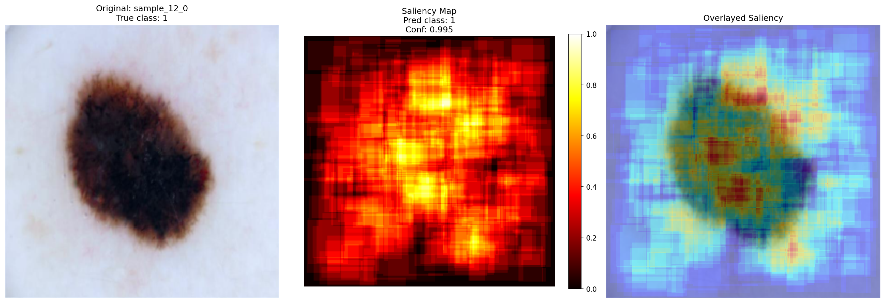 Original: sample_12_0
True class: 1
Saliency Map
Pred class: 1
Conf: 0.995
1.0
0.8
0.6
0.4
0.2
0.0
Overlayed Saliency